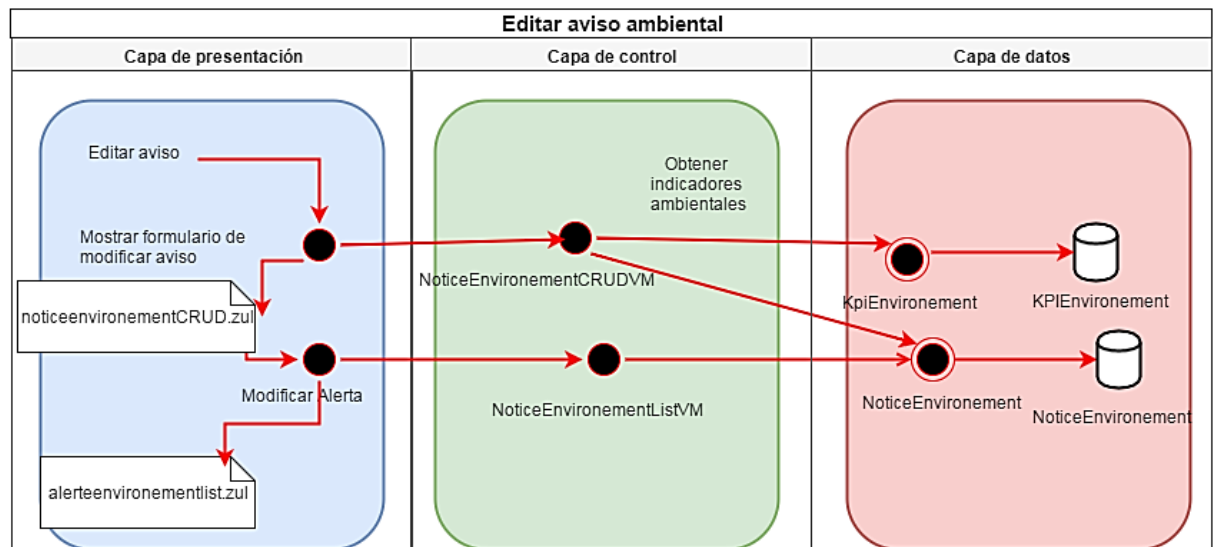 Editar aviso ambiental
Capa de presentación
Capa de control
Capa de datos
Editar aviso
Mostrar formulario de
modificar aviso
noticeenvironementCRUD.zul
Modificar Alerta
alerteenvironementlist.zul
Obtener
indicadores
ambientales
NoticeEnvironementCRUDVM
NoticeEnvironementListVM
KpiEnvironement
KPIEnvironement
NoticeEnvironement
NoticeEnvironement